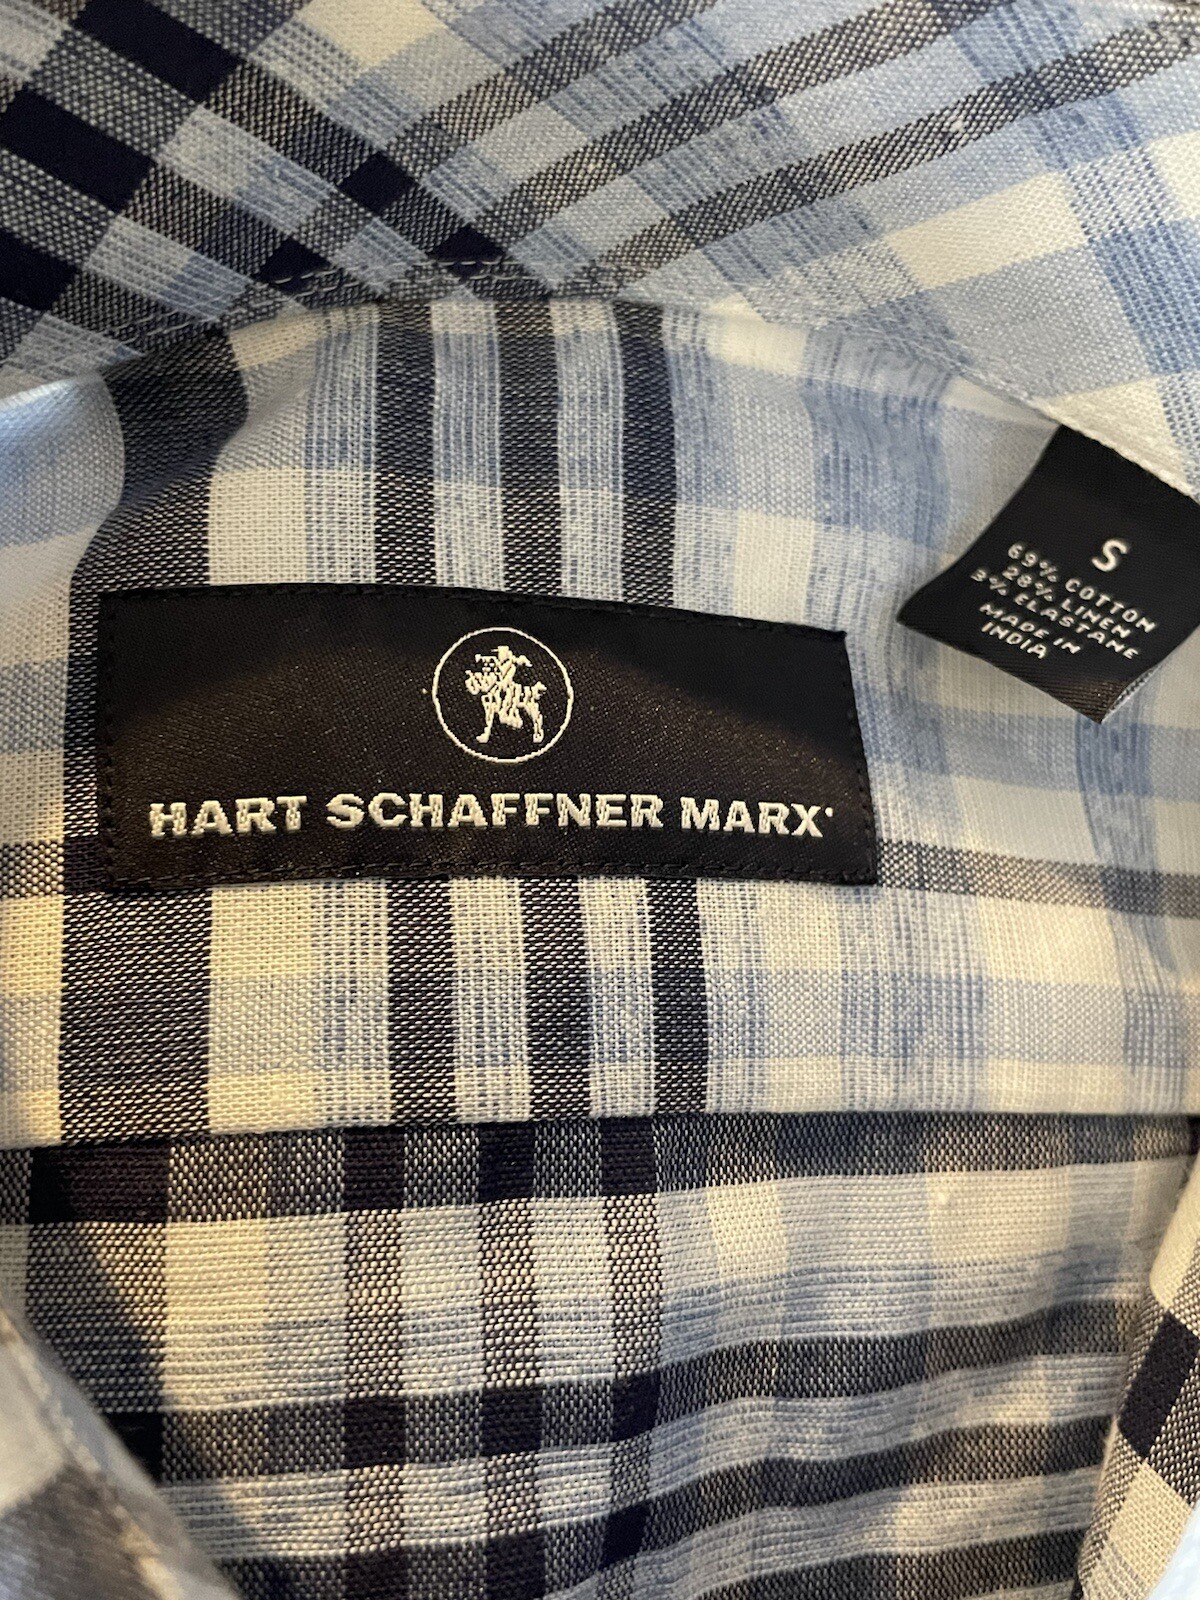 HART SCHAFFNER MARX
S
69% COTTON
28% LINEN
3% ELASTANE
MADE IN
INDIA